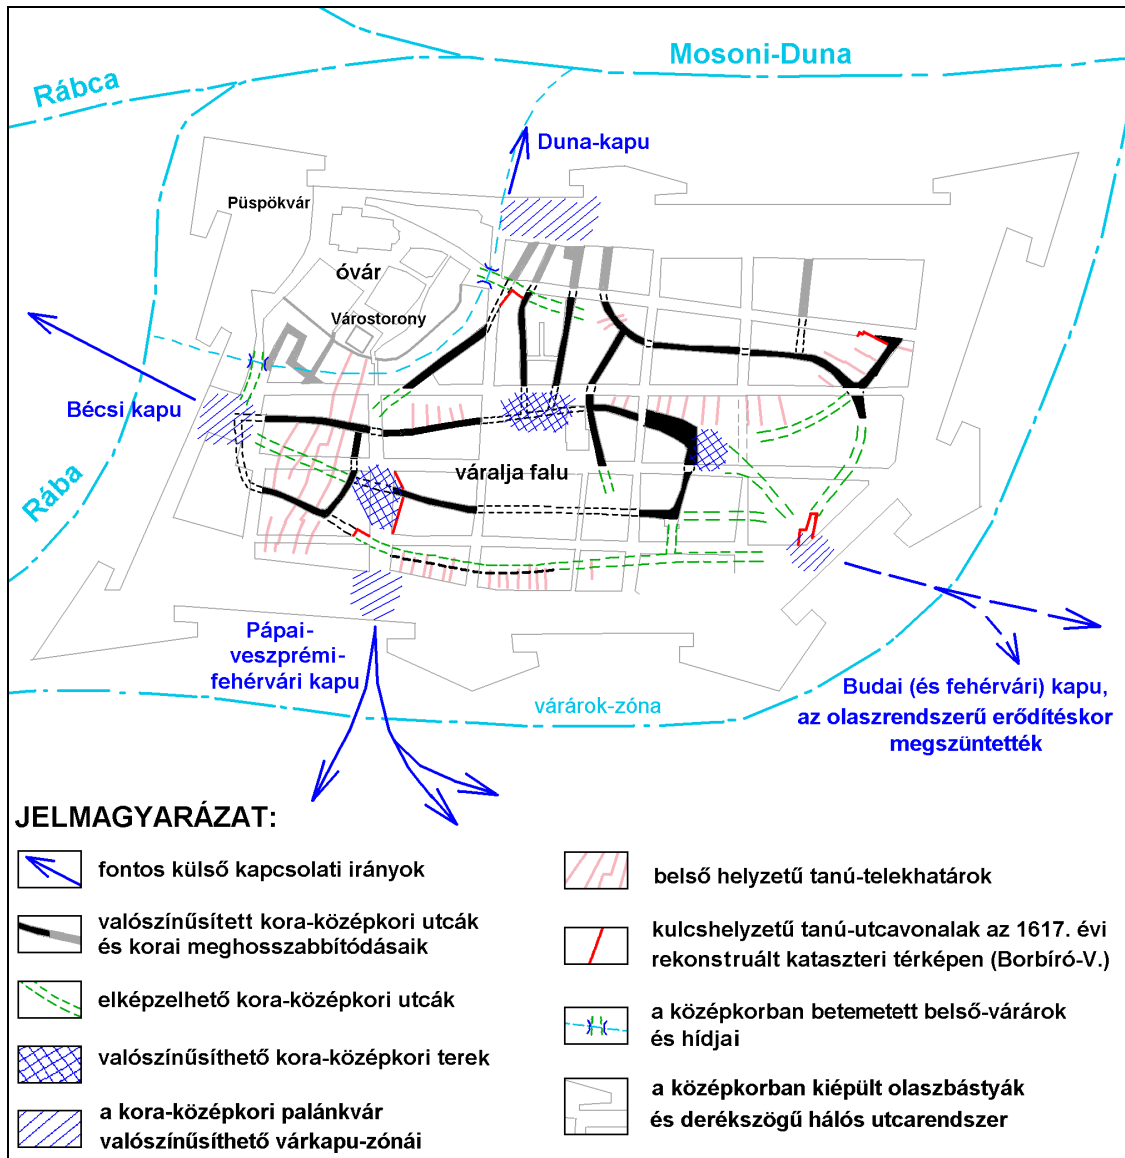 Mosoni-Duna
Rábca
Duna-kapu
Püspökvár
óvár
Várostorony
Bécsi kapu
Rába
váralja falu
Pápai-
veszprémi-
fehérvári kapu
várárok-zóna
Budai (és fehérvári) kapu,
az olaszrendszerű erődítéskor
megszüntették
JELMAGYARÁZAT:
fontos külső kapcsolati irányok
valószínűsített kora-középkori utcák
és korai meghosszabbítódásaik
elképzelhető kora-középkori utcák
valószínűsíthető kora-középkori terek
a kora-középkori palánkvár
valószínűsíthető várkapu-zónái
belső helyzetű tanú-telekhatárok
kulcshelyzetű tanú-utcavonalak az 1617. évi
rekonstruált kataszteri térképen (Borbíró-V.)
a középkorban betemetett belső-várárok
és hídjai
a középkorban kiépült olaszbástyák
és derékszögű hálós utcarendszer